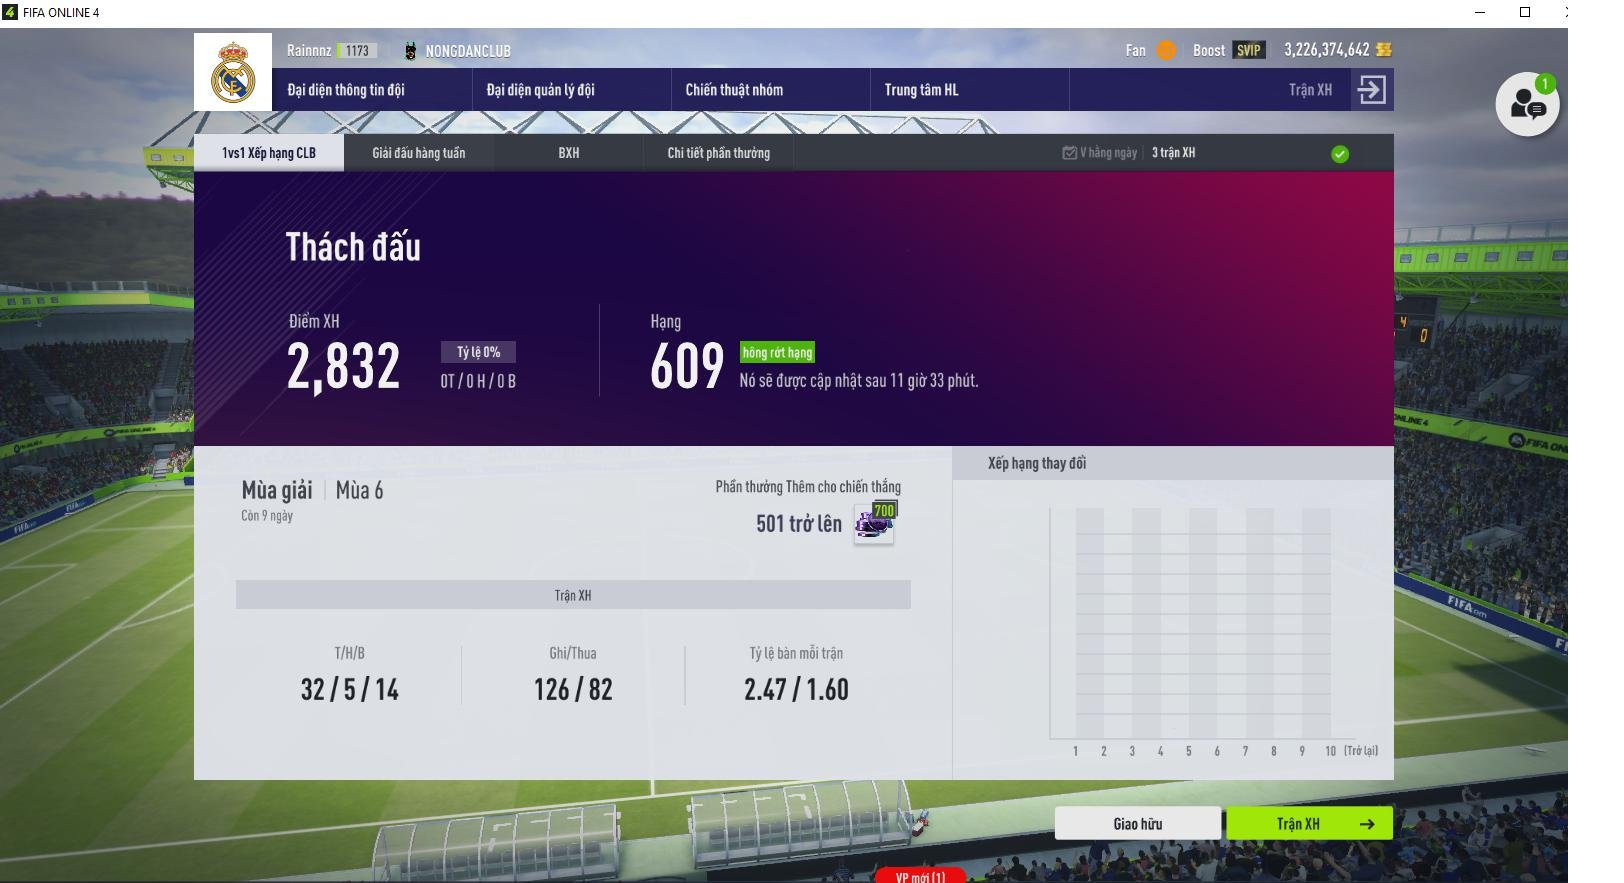 FIFA ONLINE 4
Rainnnz 1173 NONGDANCLUB
Fan Boost SVIP 3,226,374,642
Đại diện thông tin đội Đại diện quản lý đội Chiến thuật nhóm Trung tâm HL Trận XH
1
1vs1 Xếp hạng CLB Giải đấu hàng tuần BXH Chi tiết phần thưởng V hằng ngày 3 trận XH
Thách đấu
Điểm XH
2,832
Tỷ lệ 0%
0T / 0 H / 0 B
Hạng
609
hông rớt hạng
Nó sẽ được cập nhật sau 11 giờ 33 phút.
Mùa giải Mùa 6
Còn 9 ngày
Phần thưởng Thêm cho chiến thắng
501 trở lên 700
Trận XH
T/H/B Ghi/Thua Tỷ lệ bàn mỗi trận
32 / 5 / 14 126 / 82 2.47 / 1.60
Xếp hạng thay đổi
1 2 3 4 5 6 7 8 9 10 (Trở lại)
Giao hữu Trận XH
VP mới (1)